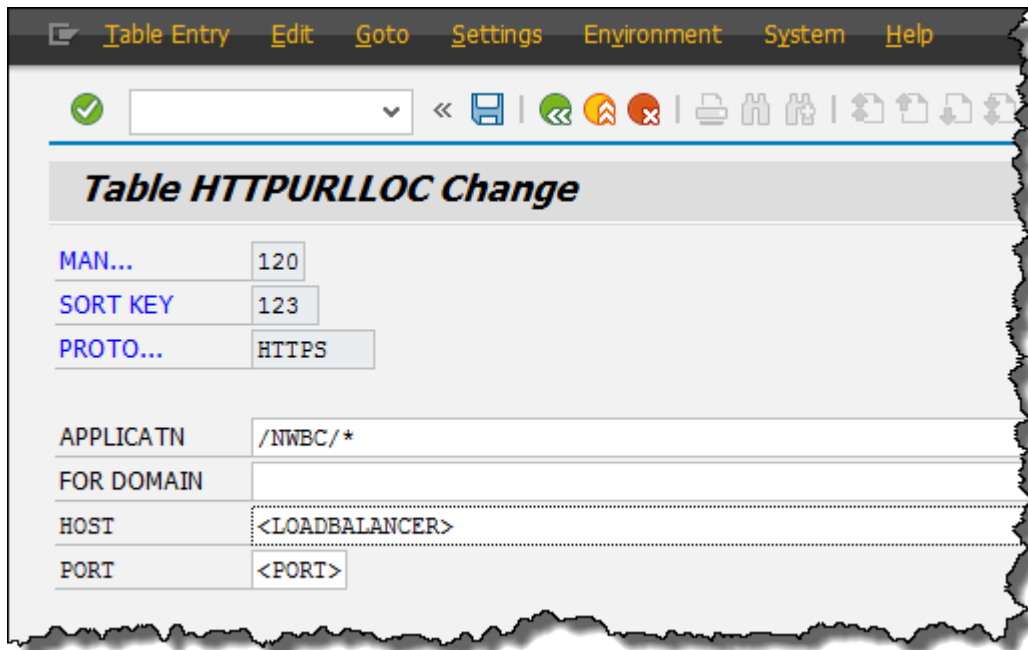 Table Entry Edit Goto Settings Environment System Help
Table HTTPURLLOC Change
MAN... 120
SORT KEY 123
PROTO... HTTPS
APPLICATN /NWBC/*
FOR DOMAIN
HOST <LOADBALANCER>
PORT <PORT>